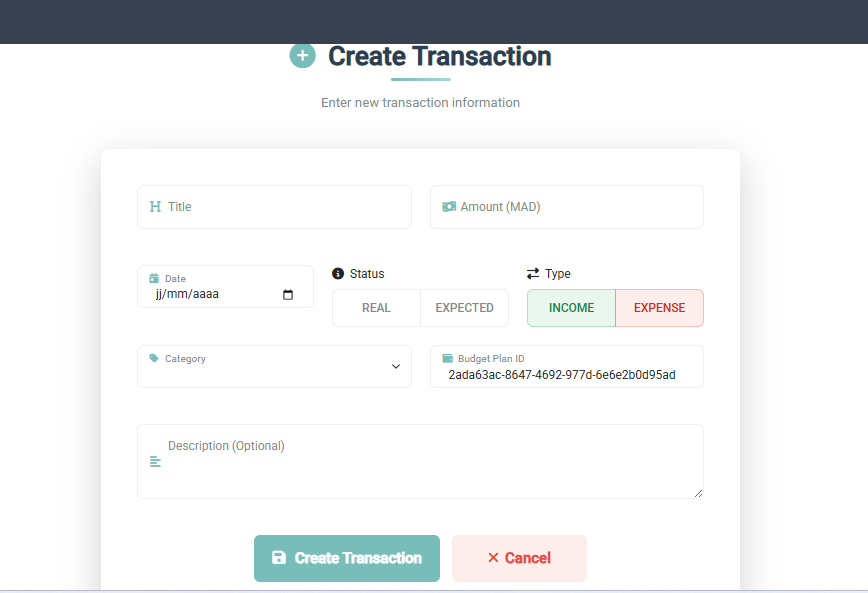 Create Transaction
Enter new transaction information
Title
Amount (MAD)
Date
jj/mm/aaaa
Status
REAL
EXPECTED
Type
INCOME
EXPENSE
Category
Budget Plan ID
2ada63ac-8647-4692-977d-6e6e2b0d95ad
Description (Optional)
Create Transaction
Cancel